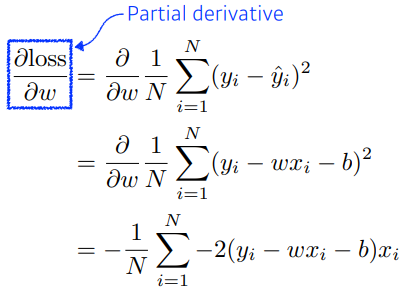 Partial derivative
∂loss/∂w = ∂/∂w 1/N ∑_{i=1}^{N} (y_i − ŷ_i)²
= ∂/∂w 1/N ∑_{i=1}^{N} (y_i − wx_i − b)²
= −1/N ∑_{i=1}^{N} −2(y_i − wx_i − b)x_i